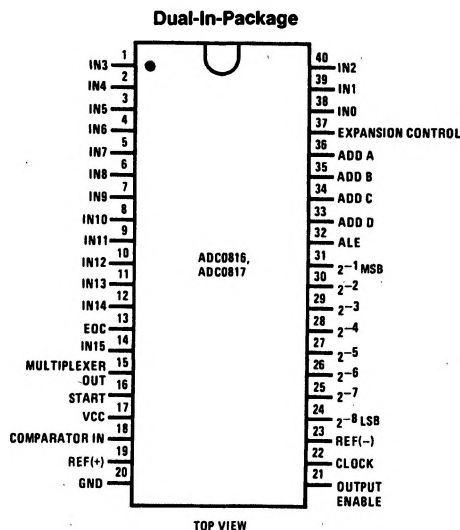 Dual-In-Package
IN3 1
IN4 2
IN5 3
IN6 4
IN7 5
IN8 6
IN9 7
IN10 8
IN11 9
IN12 10
IN13 11
IN14 12
EOC 13
IN15 14
MULTIPLEXER OUT 15
START 16
VCC 17
COMPARATOR IN 18
REF(+) 19
GND 20
ADC0816,
ADC0817
40 IN2
39 IN1
38 IN0
37 EXPANSION CONTROL
36 ADD A
35 ADD B
34 ADD C
33 ADD D
32 ALE
31 2⁻¹ MSB
30 2⁻²
29 2⁻³
28 2⁻⁴
27 2⁻⁵
26 2⁻⁶
25 2⁻⁷
24 2⁻⁸ LSB
23 REF(−)
22 CLOCK
21 OUTPUT ENABLE
TOP VIEW